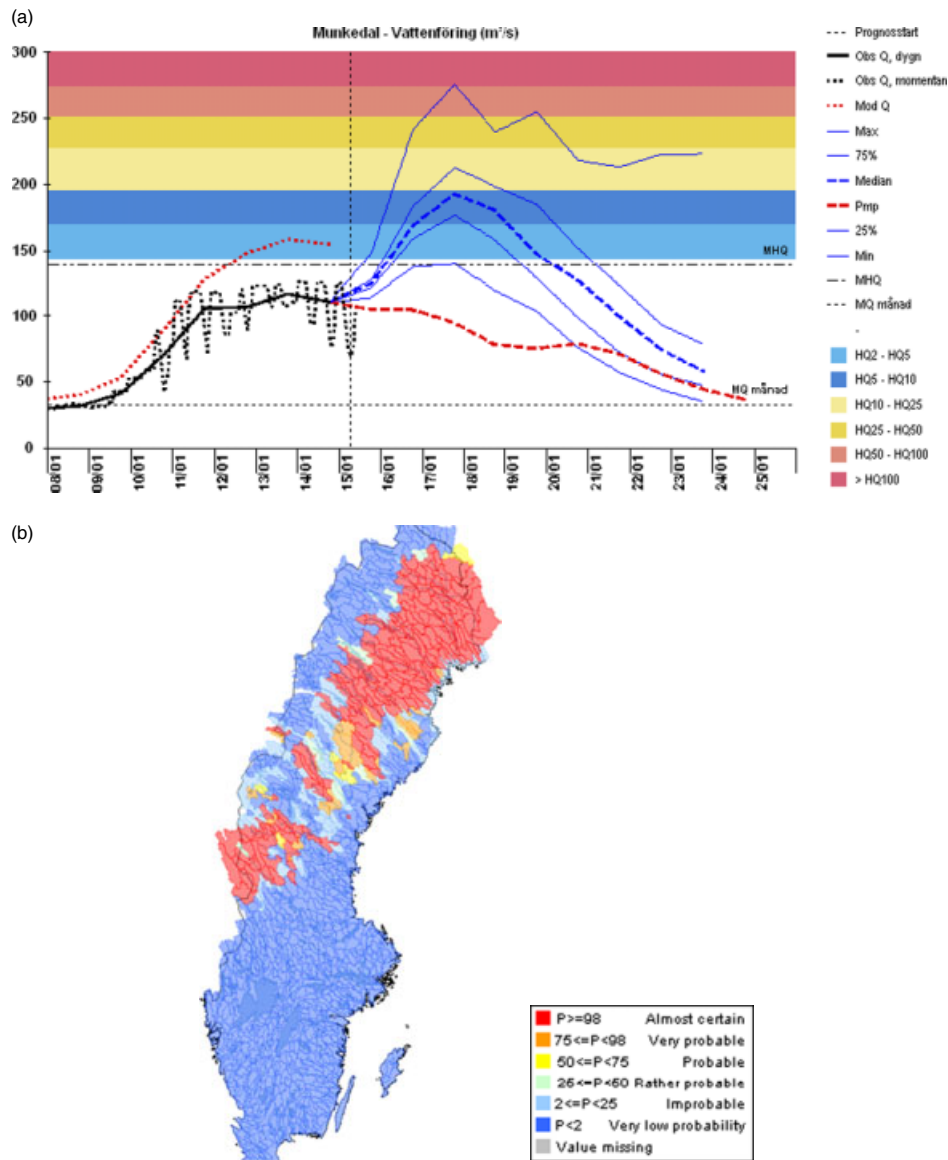 (a)
Munkedal - Vattenföring (m³/s)
300
250
200
150
100
50
0
MHQ
MQ månad
08/01
09/01
10/01
11/01
12/01
13/01
14/01
15/01
16/01
17/01
18/01
19/01
20/01
21/01
22/01
23/01
24/01
25/01
Prognosstart
Obs Q, dygn
Obs Q, momentan
Mod Q
Max
75%
Median
Pmp
25%
Min
MHQ
MQ månad
-
HQ2 - HQ5
HQ5 - HQ10
HQ10 - HQ25
HQ25 - HQ50
HQ50 - HQ100
> HQ100
(b)
P>=98 Almost certain
75<=P<98 Very probable
50<=P<75 Probable
25<=P<50 Rather probable
2<=P<25 Improbable
P<2 Very low probability
Value missing